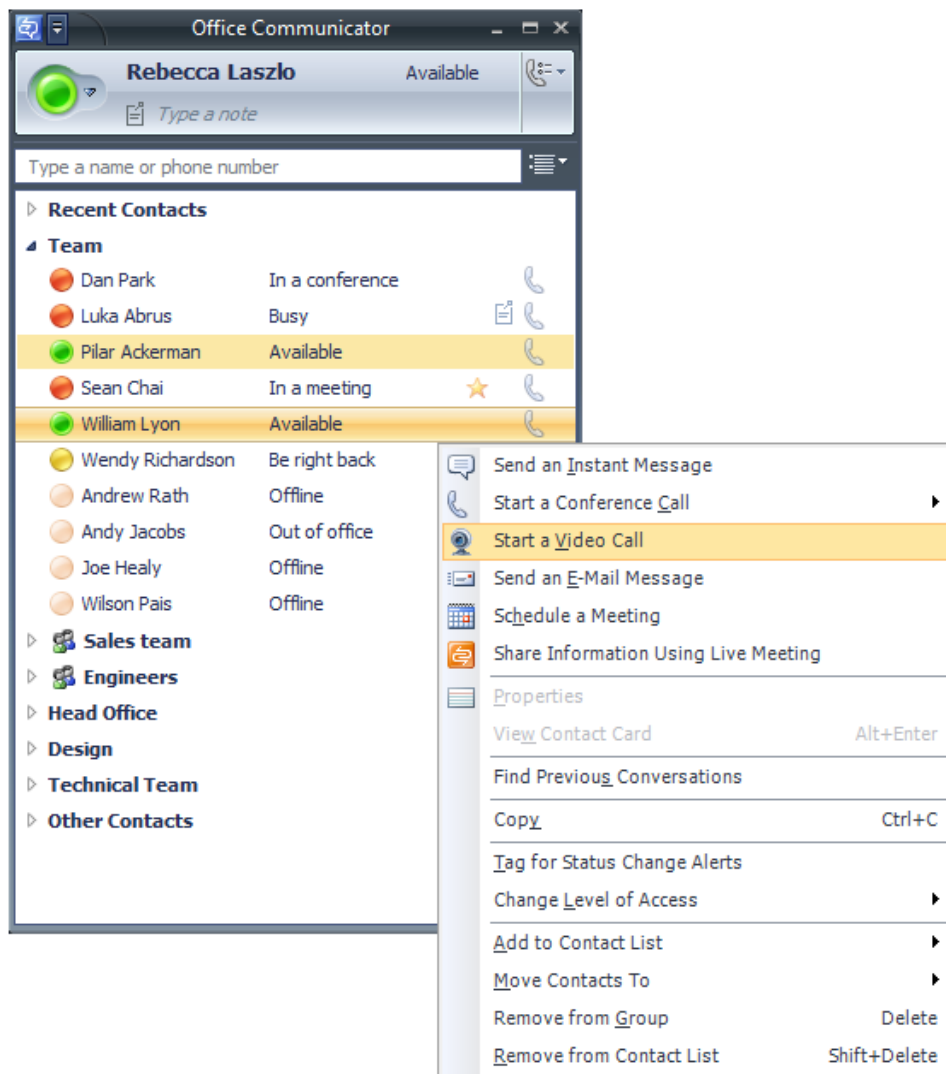 Office Communicator
Rebecca Laszlo Available
Type a note
Type a name or phone number
Recent Contacts
Team
Dan Park In a conference
Luka Abrus Busy
Pilar Ackerman Available
Sean Chai In a meeting
William Lyon Available
Wendy Richardson Be right back
Andrew Rath Offline
Andy Jacobs Out of office
Joe Healy Offline
Wilson Pais Offline
Sales team
Engineers
Head Office
Design
Technical Team
Other Contacts
Send an Instant Message
Start a Conference Call
Start a Video Call
Send an E-Mail Message
Schedule a Meeting
Share Information Using Live Meeting
Properties
View Contact Card Alt+Enter
Find Previous Conversations
Copy Ctrl+C
Tag for Status Change Alerts
Change Level of Access
Add to Contact List
Move Contacts To
Remove from Group Delete
Remove from Contact List Shift+Delete